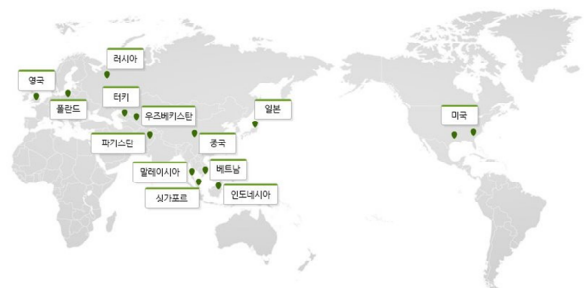 러시아
영국
터키
폴란드
우즈베키스탄
일본
미국
파키스탄
중국
말레이시아
베트남
싱가포르
인도네시아